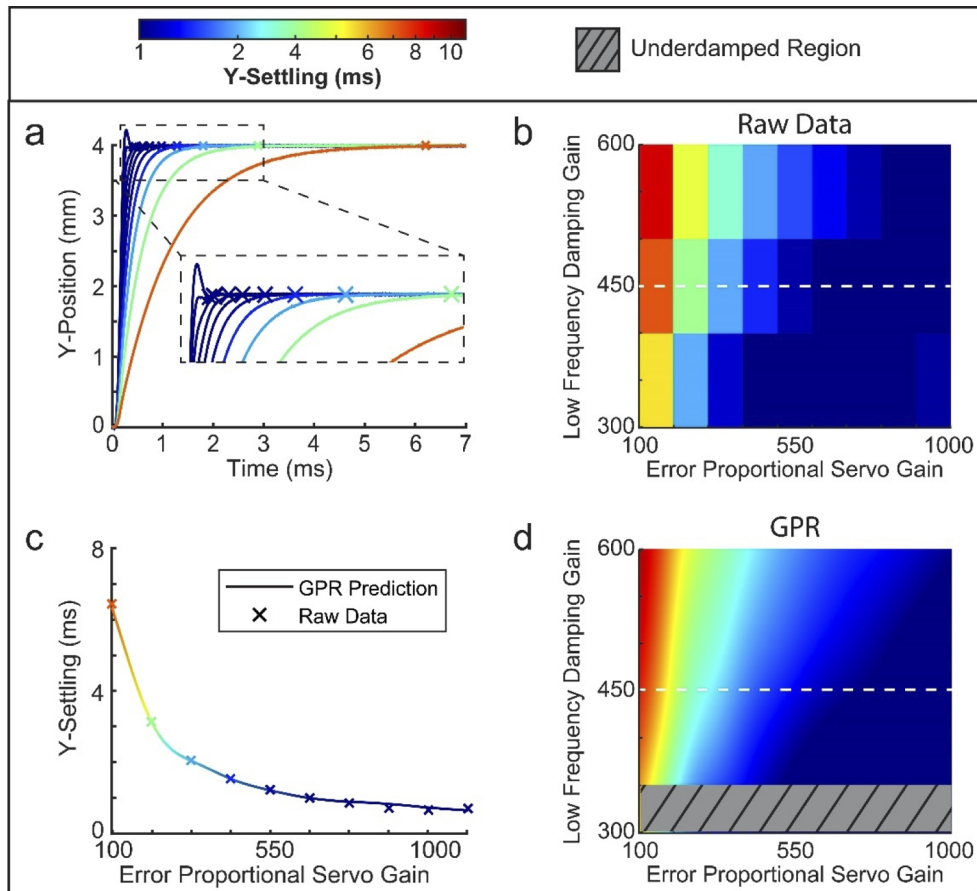 1 2 4 6 8 10
Y-Settling (ms)
Underdamped Region
a
Y-Position (mm)
4
3
2
1
0
0 1 2 3 4 5 6 7
Time (ms)
b
Raw Data
Low Frequency Damping Gain
600
450
300
100 550 1000
Error Proportional Servo Gain
c
Y-Settling (ms)
8
4
0
GPR Prediction
Raw Data
100 550 1000
Error Proportional Servo Gain
d
GPR
Low Frequency Damping Gain
600
450
300
100 550 1000
Error Proportional Servo Gain